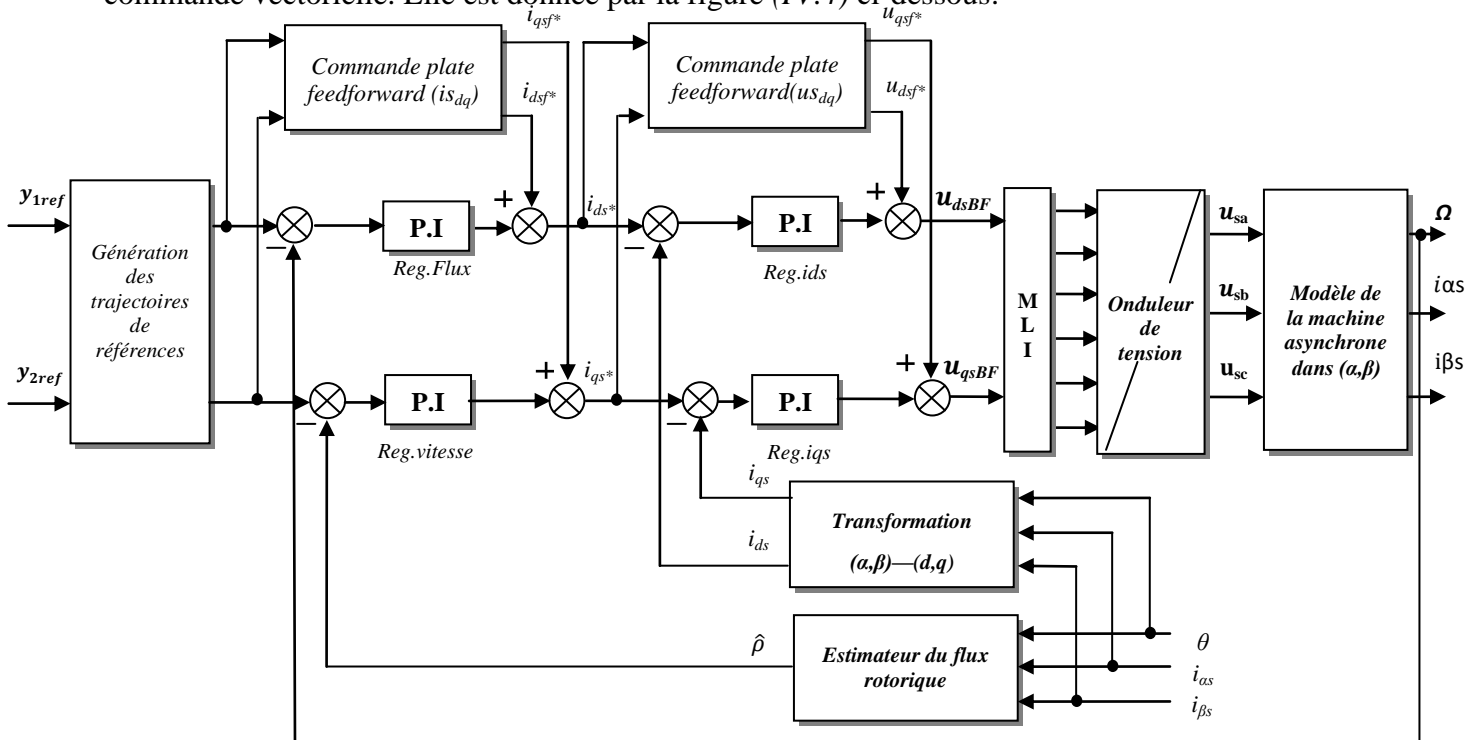 commande vectorielle. Elle est donnée par la figure (IV.4) ci-dessous:
i_qsf*
u_qsf*
Commande plate
feedforward (is_dq)
i_dsf*
Commande plate
feedforward(us_dq)
u_dsf*
y_1ref
y_2ref
Génération
des
trajectoires
de
références
P.I
Reg.Flux
+
−
i_ds*
−
P.I
Reg.ids
+
u_dsBF
P.I
Reg.vitesse
−
+
i_qs*
−
P.I
Reg.iqs
+
u_qsBF
M
L
I
Onduleur
de
tension
u_sa
u_sb
u_sc
Modèle de
la machine
asynchrone
dans (α,β)
Ω
iαs
iβs
i_qs
i_ds
Transformation
(α,β)—(d,q)
ρ̂
Estimateur du flux
rotorique
θ
i_αs
i_βs